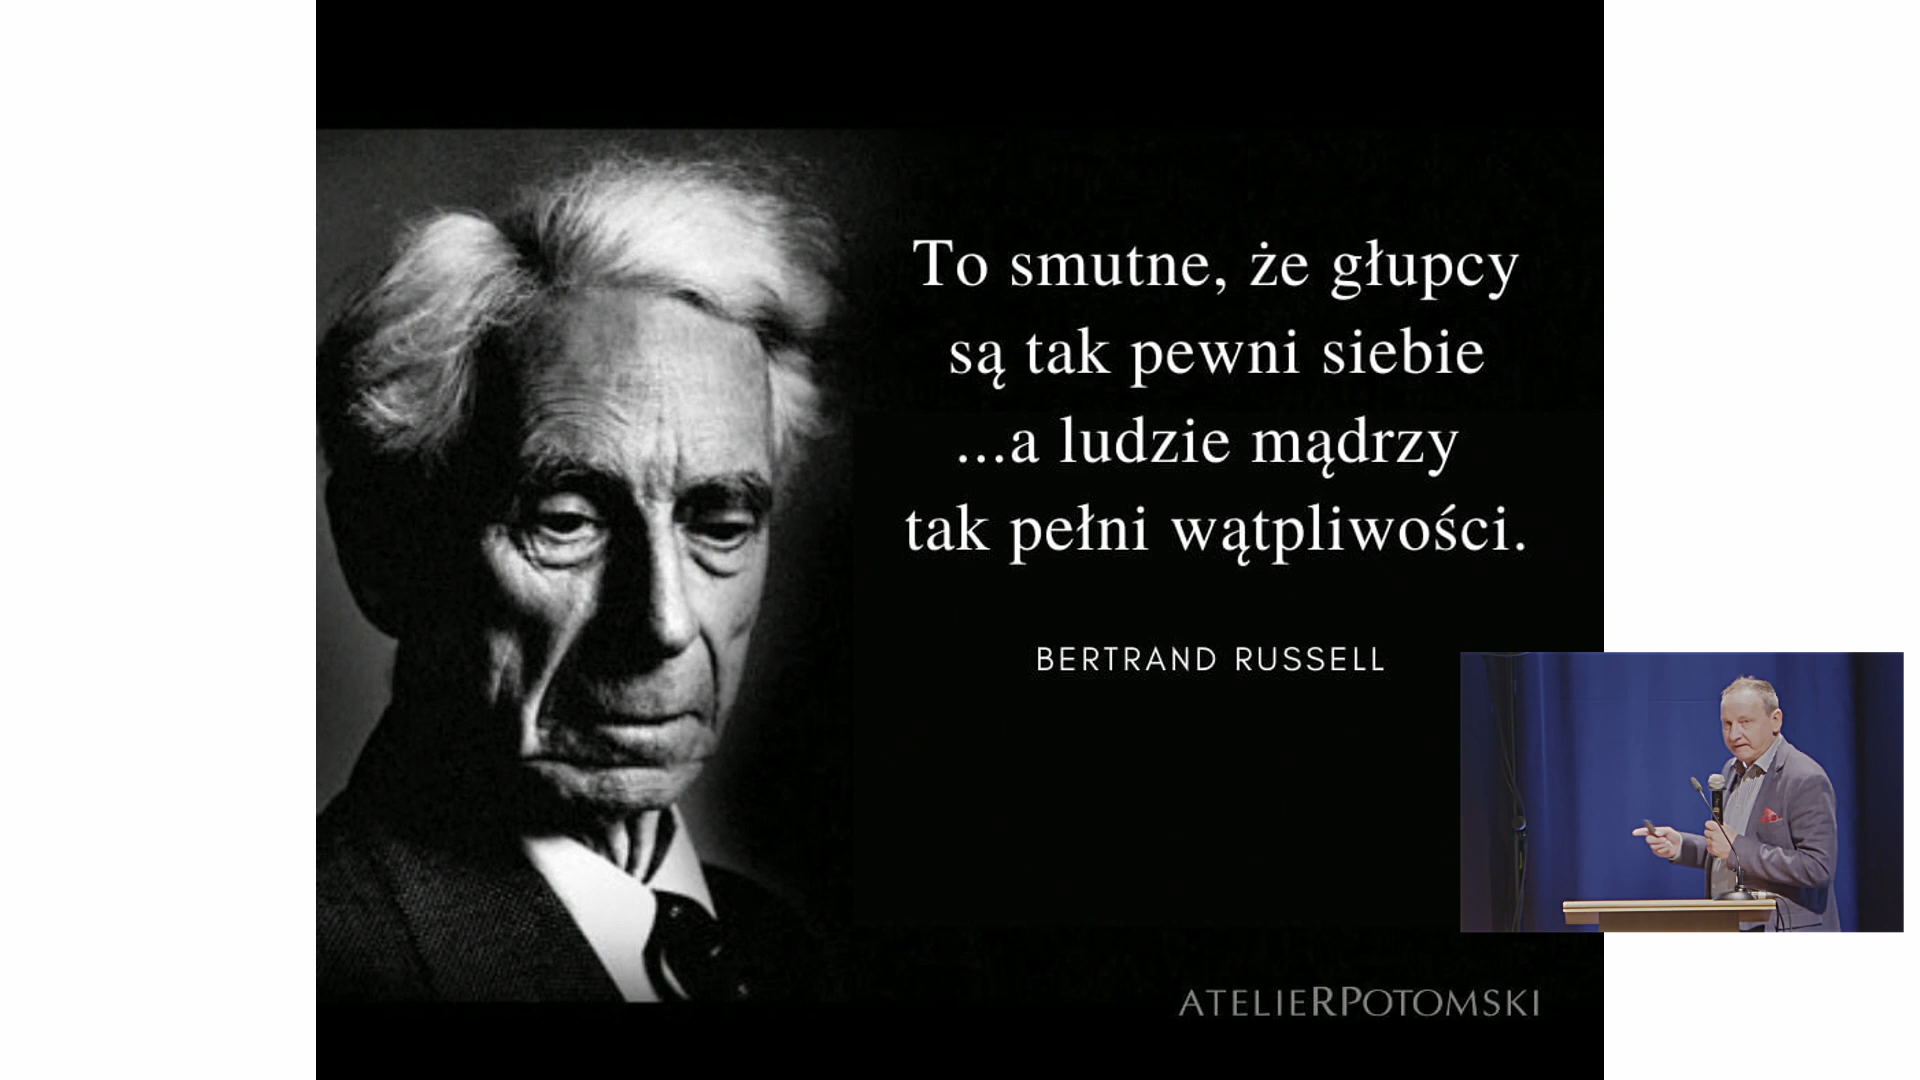 To smutne, że głupcy
są tak pewni siebie
...a ludzie mądrzy
tak pełni wątpliwości.
BERTRAND RUSSELL
ATELIERPOTOMSKI